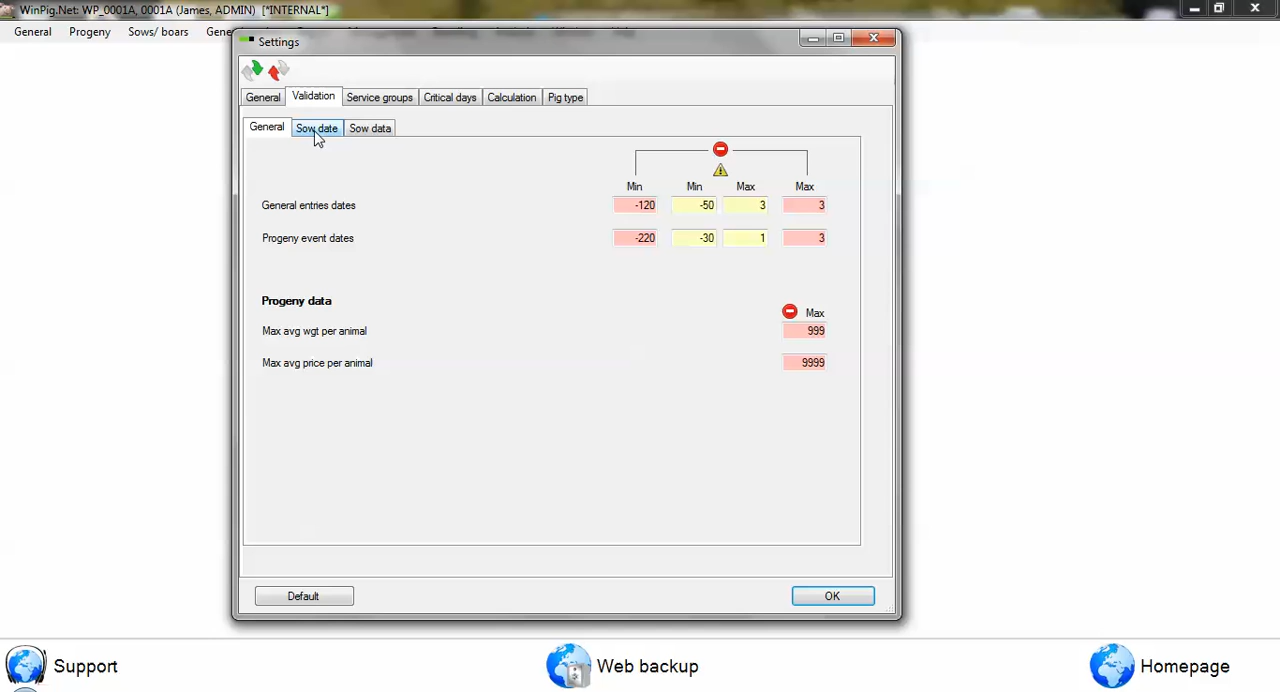 WinPig.Net: WP_0001A, 0001A (James, ADMIN) [*INTERNAL*]
General Progeny Sows/ boars
Settings
General Validation Service groups Critical days Calculation Pig type
General Sow date Sow data
Min Min Max Max
General entries dates -120 -50 3 3
Progeny event dates -220 -30 1 3
Progeny data
Max
Max avg wgt per animal 999
Max avg price per animal 9999
Default OK
Support Web backup Homepage